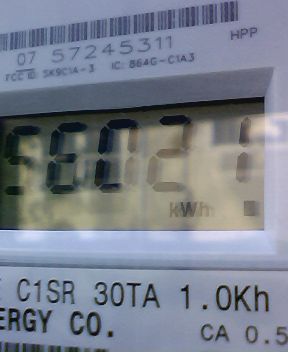 07 57245311
HPP
FCC ID: SK9C1A-3 IC: 864G-C1A3
56021
kWh
C1SR 30TA 1.0Kh
ERGY CO.
CA 0.5